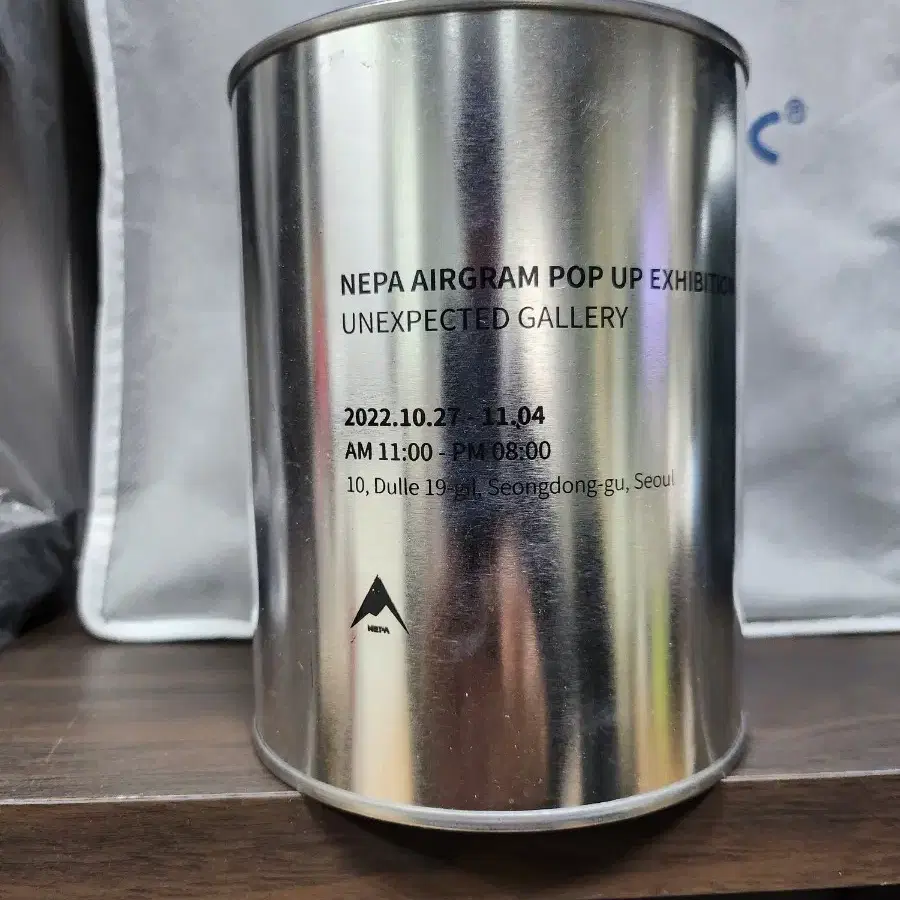 NEPA AIRGRAM POP UP EXHIBITION
UNEXPECTED GALLERY
2022.10.27 - 11.04
AM 11:00 - PM 08:00
10, Dulle 19-gil, Seongdong-gu, Seoul
NEPA
C®